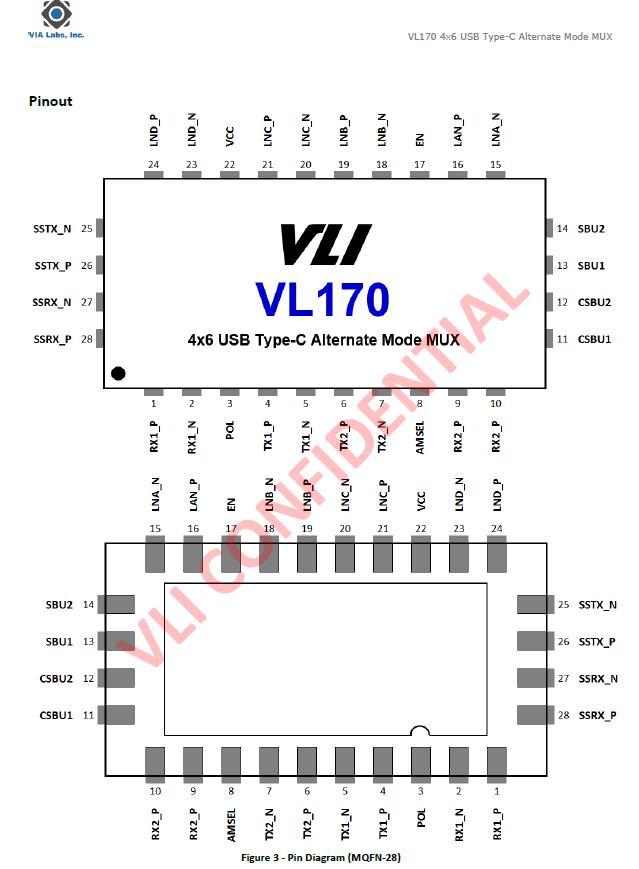 VIA Labs, Inc.
VL170 4x6 USB Type-C Alternate Mode MUX
Pinout
LND_P LND_N VCC LNC_P LNC_N LNB_P LNB_N EN LAN_P LNA_N
24 23 22 21 20 19 18 17 16 15
SSTX_N 25 14 SBU2
SSTX_P 26 13 SBU1
SSRX_N 27 12 CSBU2
SSRX_P 28 11 CSBU1
VLI
VL170
4x6 USB Type-C Alternate Mode MUX
1 2 3 4 5 6 7 8 9 10
RX1_P RX1_N POL TX1_P TX1_N TX2_P TX2_N AMSEL RX2_P RX2_P
LNA_N LAN_P EN LNB_N LNB_P LNC_N LNC_P VCC LND_N LND_P
15 16 17 18 19 20 21 22 23 24
SBU2 14 25 SSTX_N
SBU1 13 26 SSTX_P
CSBU2 12 27 SSRX_N
CSBU1 11 28 SSRX_P
10 9 8 7 6 5 4 3 2 1
RX2_P RX2_P AMSEL TX2_N TX2_P TX1_N TX1_P POL RX1_N RX1_P
VLI CONFIDENTIAL
Figure 3 - Pin Diagram (MQFN-28)